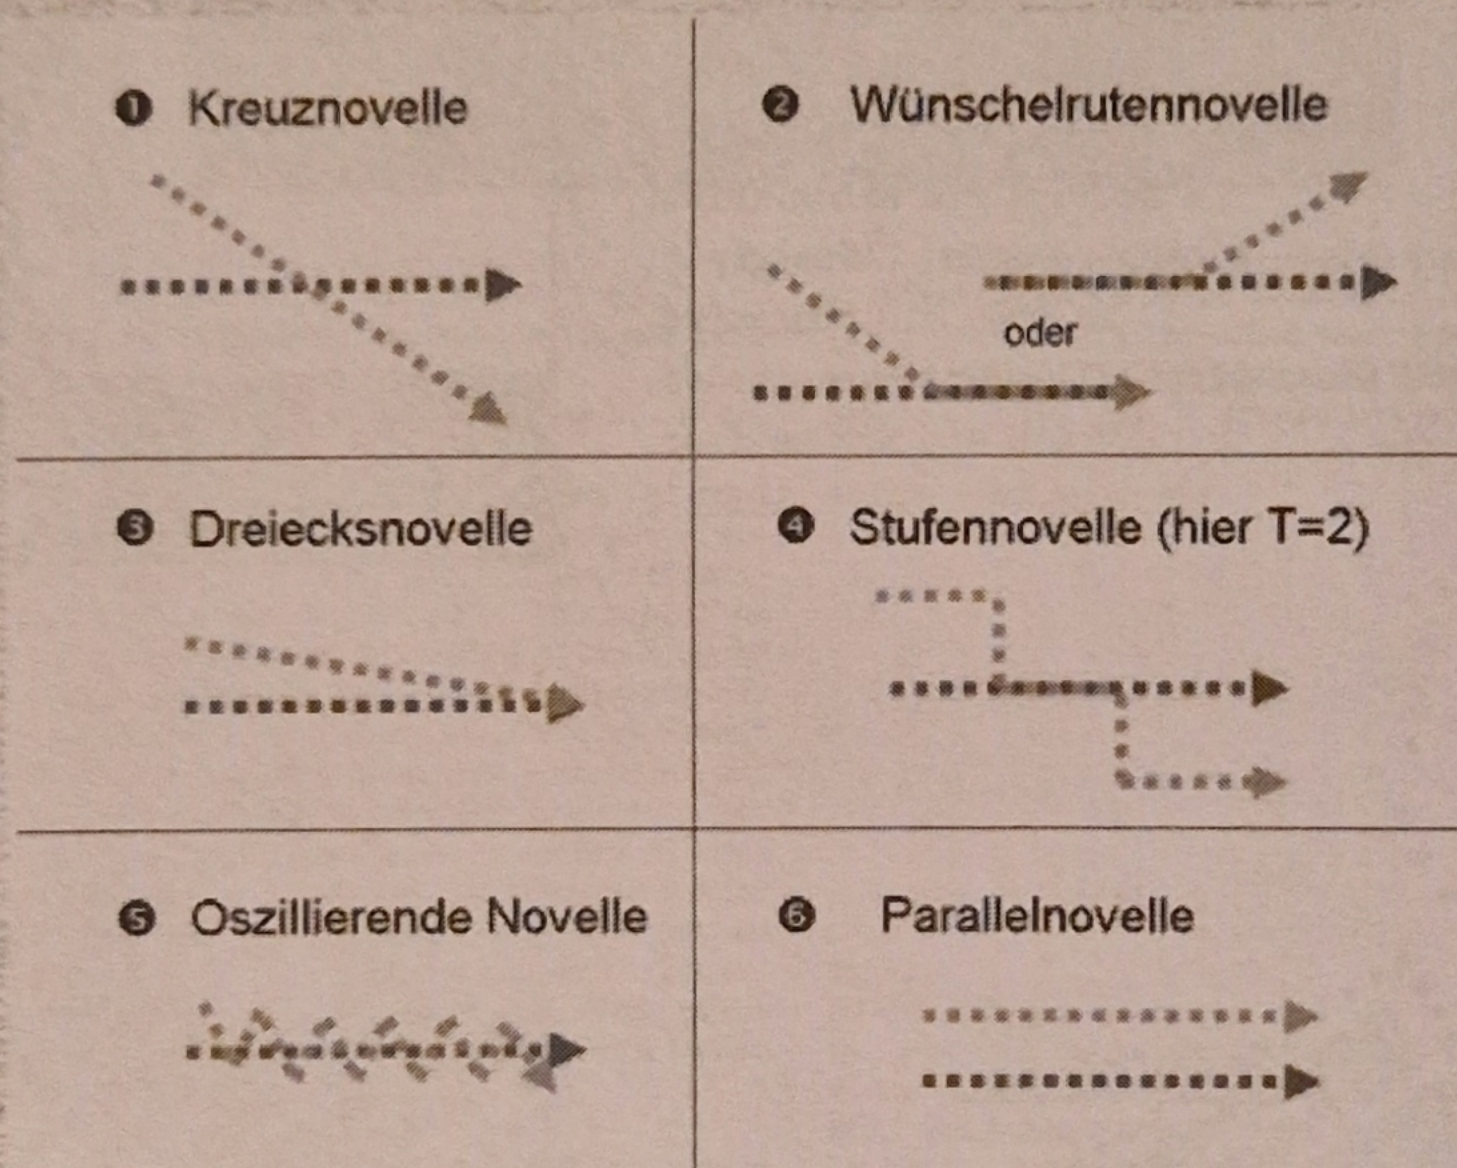 ❶ Kreuznovelle
❷ Wünschelrutennovelle
oder
❸ Dreiecksnovelle
❹ Stufennovelle (hier T=2)
❺ Oszillierende Novelle
❻ Parallelnovelle